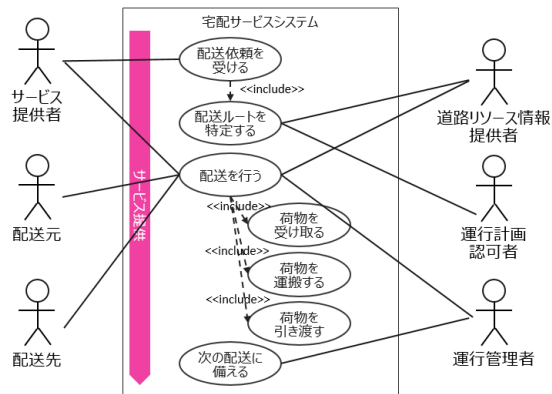 宅配サービスシステム
配送依頼を
受ける
<<include>>
配送ルートを
特定する
配送を行う
<<include>>
荷物を
受け取る
<<include>>
荷物を
運搬する
<<include>>
荷物を
引き渡す
次の配送に
備える
サービス提供
サービス
提供者
配送元
配送先
道路リソース情報
提供者
運行計画
認可者
運行管理者